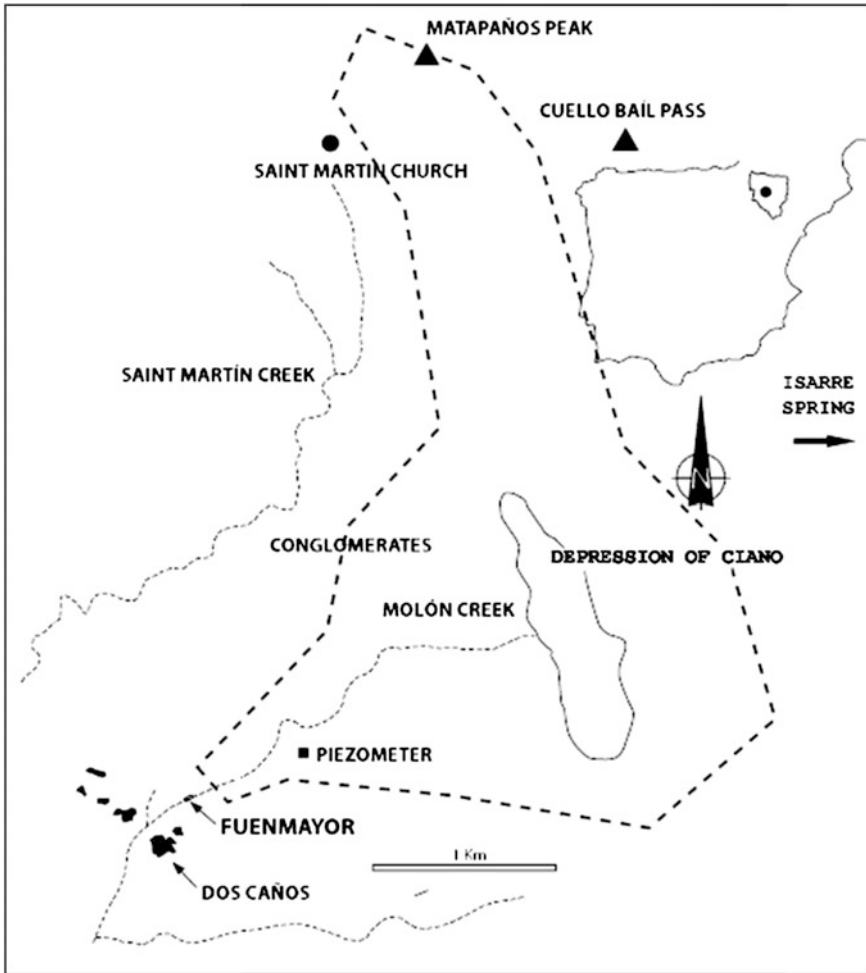 MATAPAÑOS PEAK
CUELLO BAÍL PASS
SAINT MARTIN CHURCH
SAINT MARTÍN CREEK
ISARRE
SPRING
N
CONGLOMERATES
DEPRESSION OF CIANO
MOLÓN CREEK
PIEZOMETER
FUENMAYOR
1 Km
DOS CAÑOS